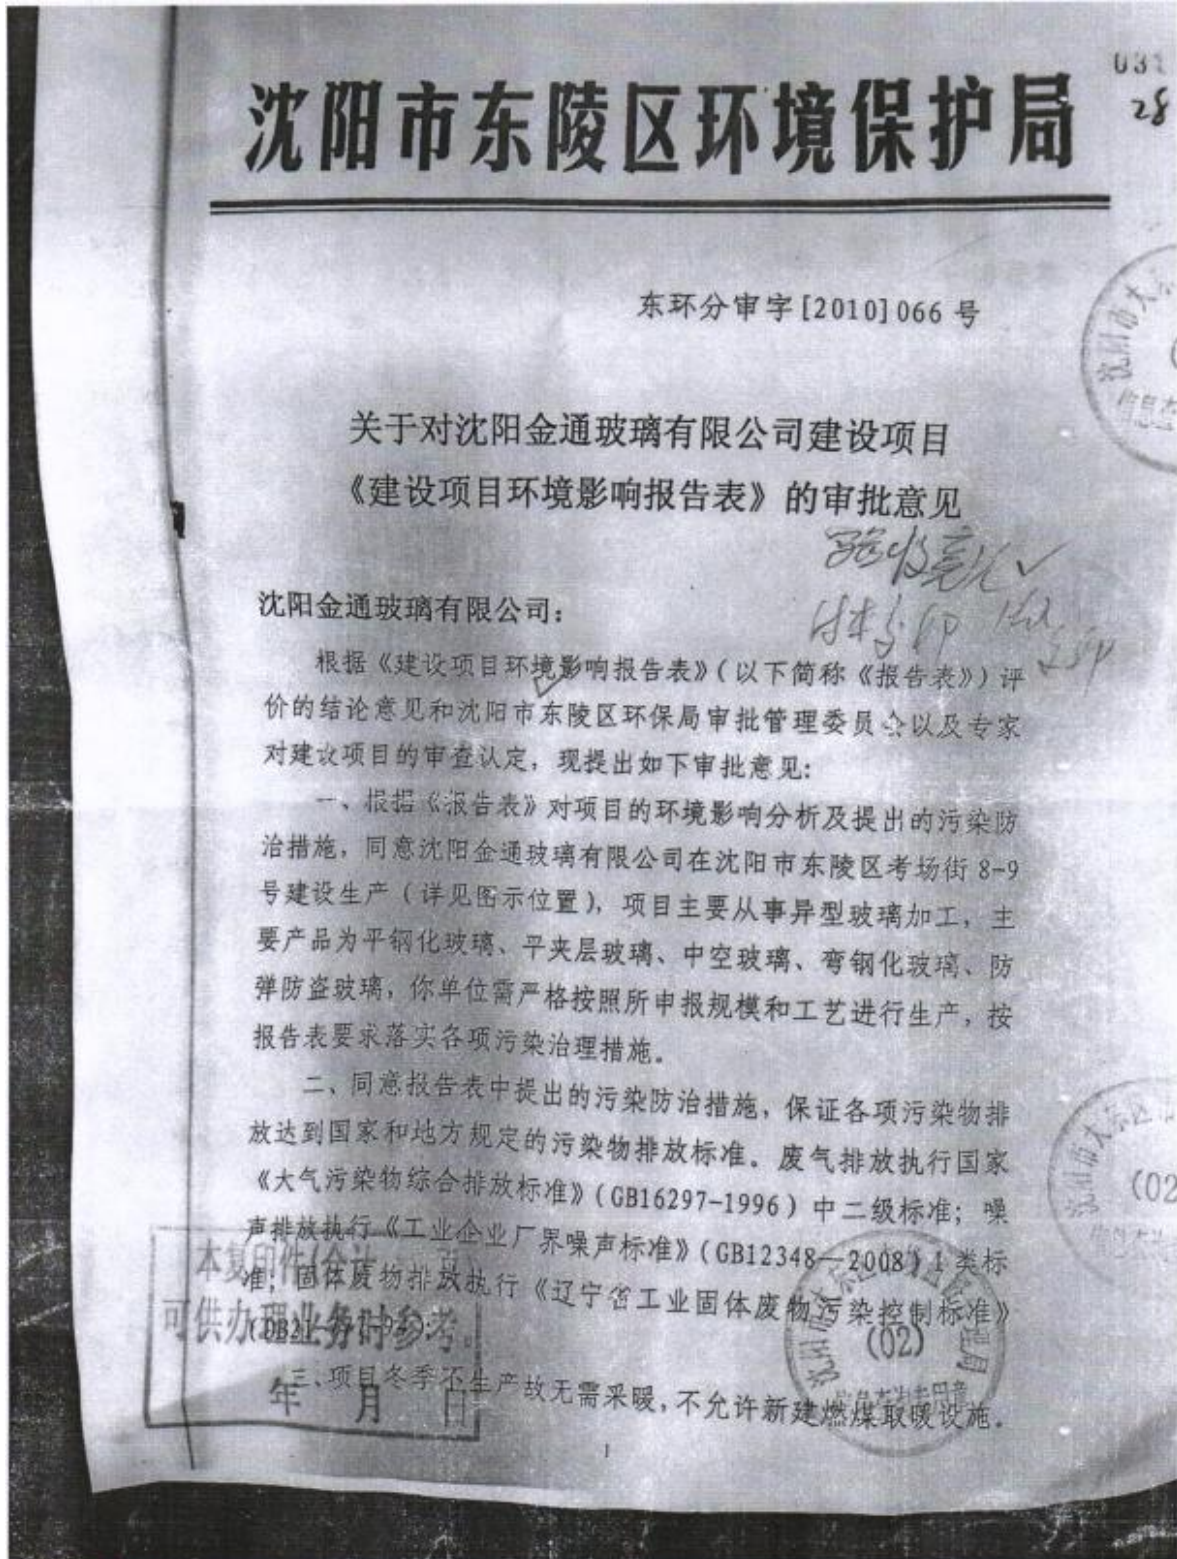 031
28
沈阳市东陵区环境保护局
东环分审字[2010]066 号
关于对沈阳金通玻璃有限公司建设项目
《建设项目环境影响报告表》的审批意见
沈阳金通玻璃有限公司:
根据《建设项目环境影响报告表》(以下简称《报告表》)评
价的结论意见和沈阳市东陵区环保局审批管理委员会以及专家
对建设项目的审查认定,现提出如下审批意见:
一、根据《报告表》对项目的环境影响分析及提出的污染防
治措施,同意沈阳金通玻璃有限公司在沈阳市东陵区考场街 8-9
号建设生产(详见图示位置),项目主要从事异型玻璃加工,主
要产品为平钢化玻璃、平夹层玻璃、中空玻璃、弯钢化玻璃、防
弹防盗玻璃,你单位需严格按照所申报规模和工艺进行生产,按
报告表要求落实各项污染治理措施。
二、同意报告表中提出的污染防治措施,保证各项污染物排
放达到国家和地方规定的污染物排放标准。废气排放执行国家
《大气污染物综合排放标准》(GB16297-1996)中二级标准;噪
声排放执行《工业企业厂界噪声标准》(GB12348—2008)1 类标
准;固体废物排放执行《辽宁省工业固体废物污染控制标准》
三、项目冬季不生产故无需采暖,不允许新建燃煤取暖设施。
本复印件(合计 页)
可供办理业务时参考。
年 月 日
(02)
(02
1